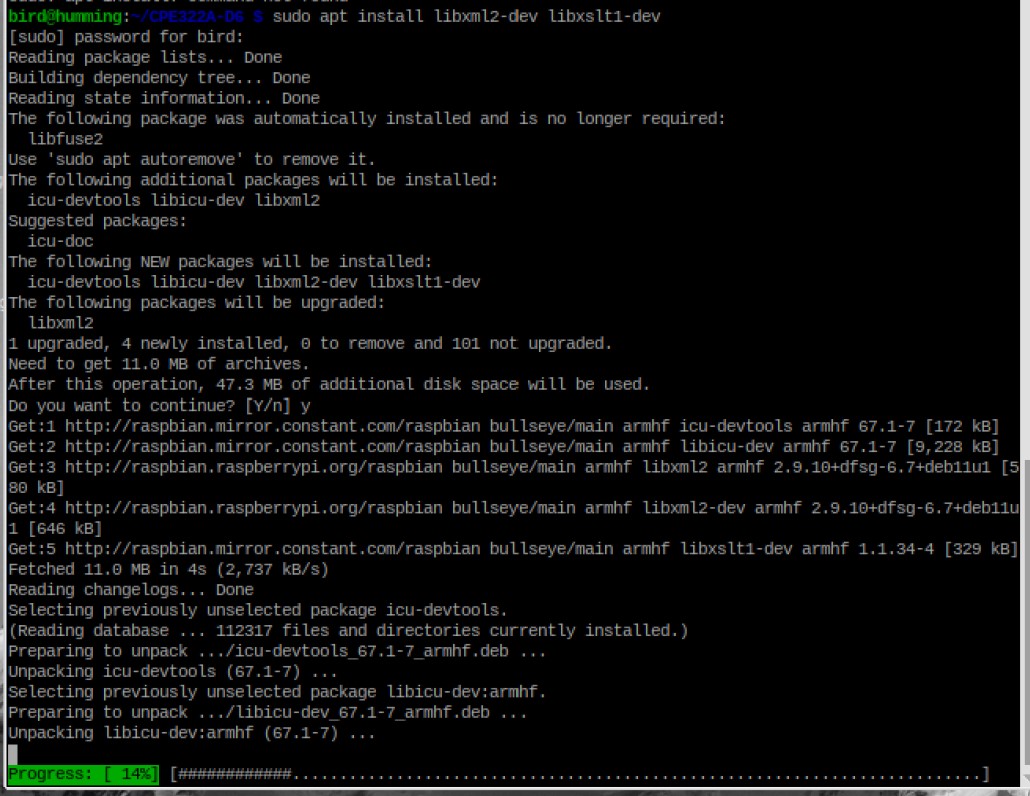 bird@humming:~/CPE322A-DG $ sudo apt install libxml2-dev libxslt1-dev
[sudo] password for bird:
Reading package lists... Done
Building dependency tree... Done
Reading state information... Done
The following package was automatically installed and is no longer required:
  libfuse2
Use 'sudo apt autoremove' to remove it.
The following additional packages will be installed:
  icu-devtools libicu-dev libxml2
Suggested packages:
  icu-doc
The following NEW packages will be installed:
  icu-devtools libicu-dev libxml2-dev libxslt1-dev
The following packages will be upgraded:
  libxml2
1 upgraded, 4 newly installed, 0 to remove and 101 not upgraded.
Need to get 11.0 MB of archives.
After this operation, 47.3 MB of additional disk space will be used.
Do you want to continue? [Y/n] y
Get:1 http://raspbian.mirror.constant.com/raspbian bullseye/main armhf icu-devtools armhf 67.1-7 [172 kB]
Get:2 http://raspbian.mirror.constant.com/raspbian bullseye/main armhf libicu-dev armhf 67.1-7 [9,228 kB]
Get:3 http://raspbian.raspberrypi.org/raspbian bullseye/main armhf libxml2 armhf 2.9.10+dfsg-6.7+deb11u1 [5
80 kB]
Get:4 http://raspbian.raspberrypi.org/raspbian bullseye/main armhf libxml2-dev armhf 2.9.10+dfsg-6.7+deb11u
1 [646 kB]
Get:5 http://raspbian.mirror.constant.com/raspbian bullseye/main armhf libxslt1-dev armhf 1.1.34-4 [329 kB]
Fetched 11.0 MB in 4s (2,737 kB/s)
Reading changelogs... Done
Selecting previously unselected package icu-devtools.
(Reading database ... 112317 files and directories currently installed.)
Preparing to unpack .../icu-devtools_67.1-7_armhf.deb ...
Unpacking icu-devtools (67.1-7) ...
Selecting previously unselected package libicu-dev:armhf.
Preparing to unpack .../libicu-dev_67.1-7_armhf.deb ...
Unpacking libicu-dev:armhf (67.1-7) ...
Progress: [ 14%] [############..........................................................................]